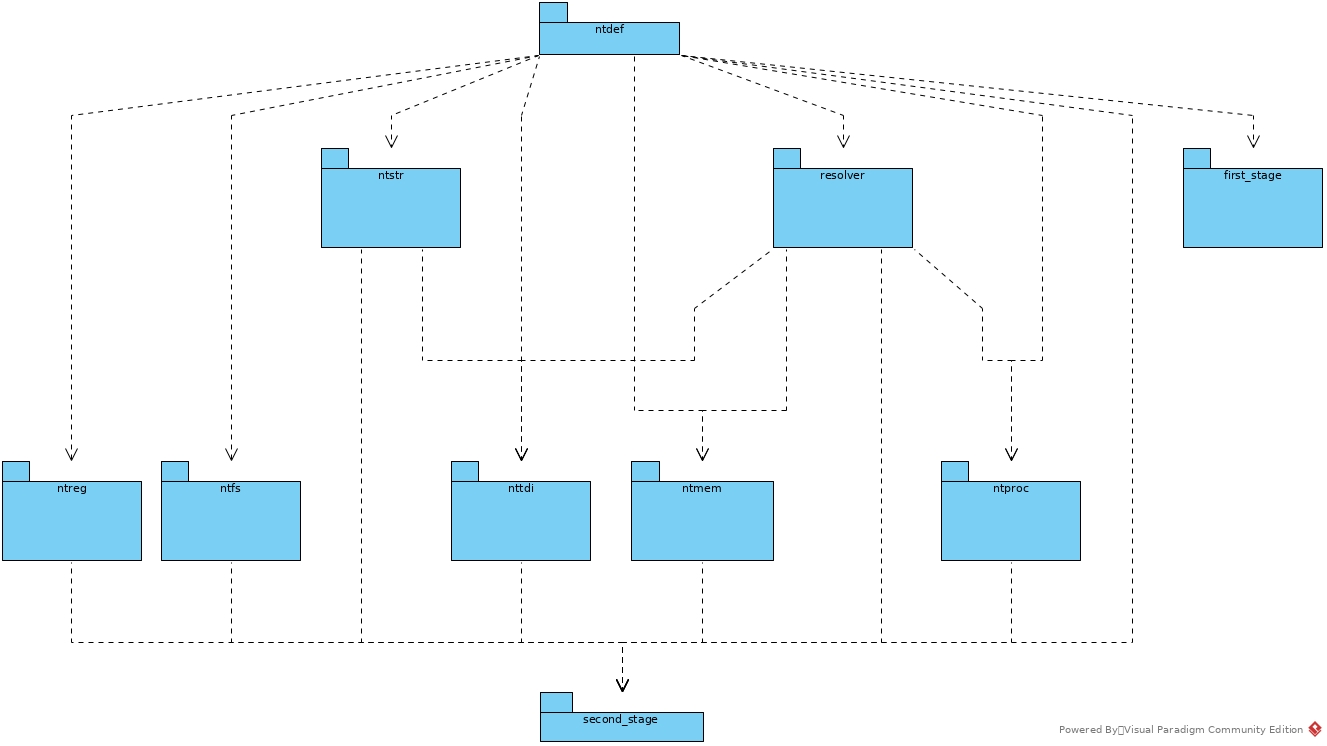 ntdef
ntstr
resolver
first_stage
ntreg
ntfs
nttdi
ntmem
ntproc
second_stage
Powered By▯Visual Paradigm Community Edition